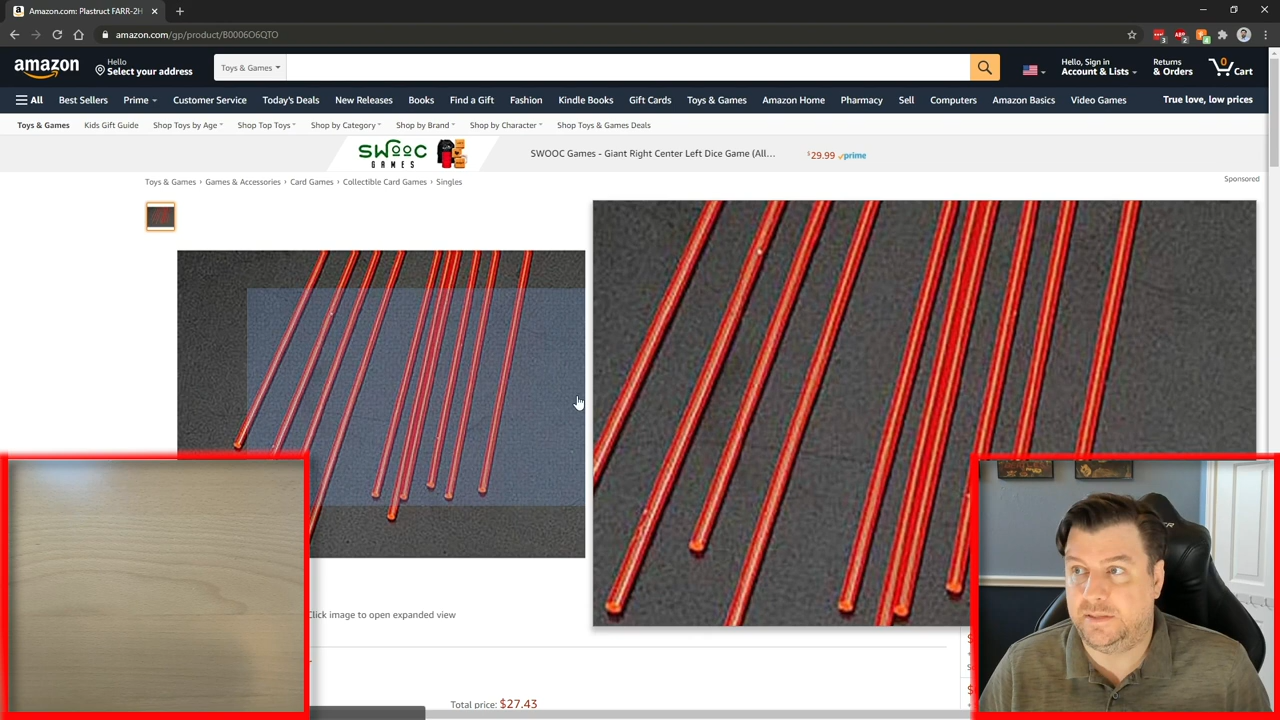 Amazon.com: Plastruct FARR-2H
amazon.com/gp/product/B0006O6QTO
3
2
4
amazon
Hello
Select your address
Toys & Games
Hello, Sign in
Account & Lists
Returns
& Orders
0
Cart
All
Best Sellers
Prime
Customer Service
Today's Deals
New Releases
Books
Find a Gift
Fashion
Kindle Books
Gift Cards
Toys & Games
Amazon Home
Pharmacy
Sell
Computers
Amazon Basics
Video Games
True love, low prices
Toys & Games
Kids Gift Guide
Shop Toys by Age
Shop Top Toys
Shop by Category
Shop by Brand
Shop by Character
Shop Toys & Games Deals
SWOOC
GAMES
SWOOC Games - Giant Right Center Left Dice Game (All...
$29.99 prime
Toys & Games › Games & Accessories › Card Games › Collectible Card Games › Singles
Sponsored
Click image to open expanded view
Total price: $27.43